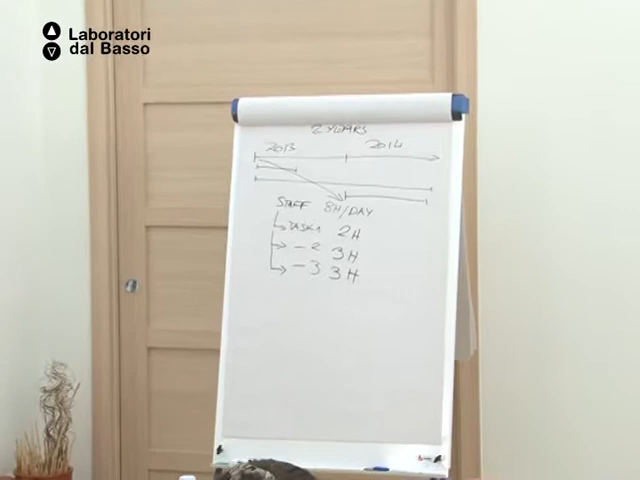 Laboratori
dal Basso
2 YEARS
2013 2014
STAFF 8H/DAY
TASK 1 2H
- 2 3H
- 3 3H